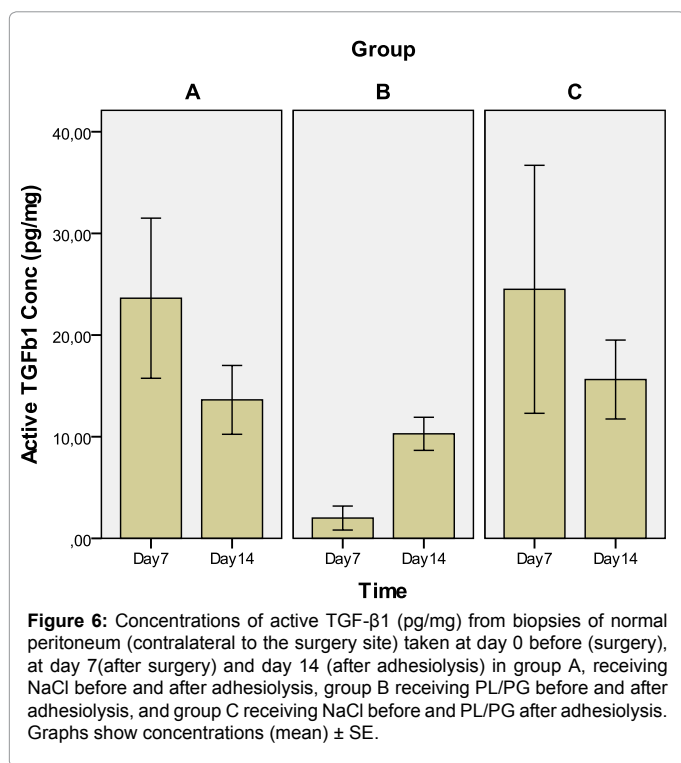 Group
A B C
Active TGFb1 Conc (pg/mg)
40,00
30,00
20,00
10,00
,00
Day7 Day14 Day7 Day14 Day7 Day14
Time
Figure 6: Concentrations of active TGF-β1 (pg/mg) from biopsies of normal
peritoneum (contralateral to the surgery site) taken at day 0 before (surgery),
at day 7(after surgery) and day 14 (after adhesiolysis) in group A, receiving
NaCl before and after adhesiolysis, group B receiving PL/PG before and after
adhesiolysis, and group C receiving NaCl before and PL/PG after adhesiolysis.
Graphs show concentrations (mean) ± SE.